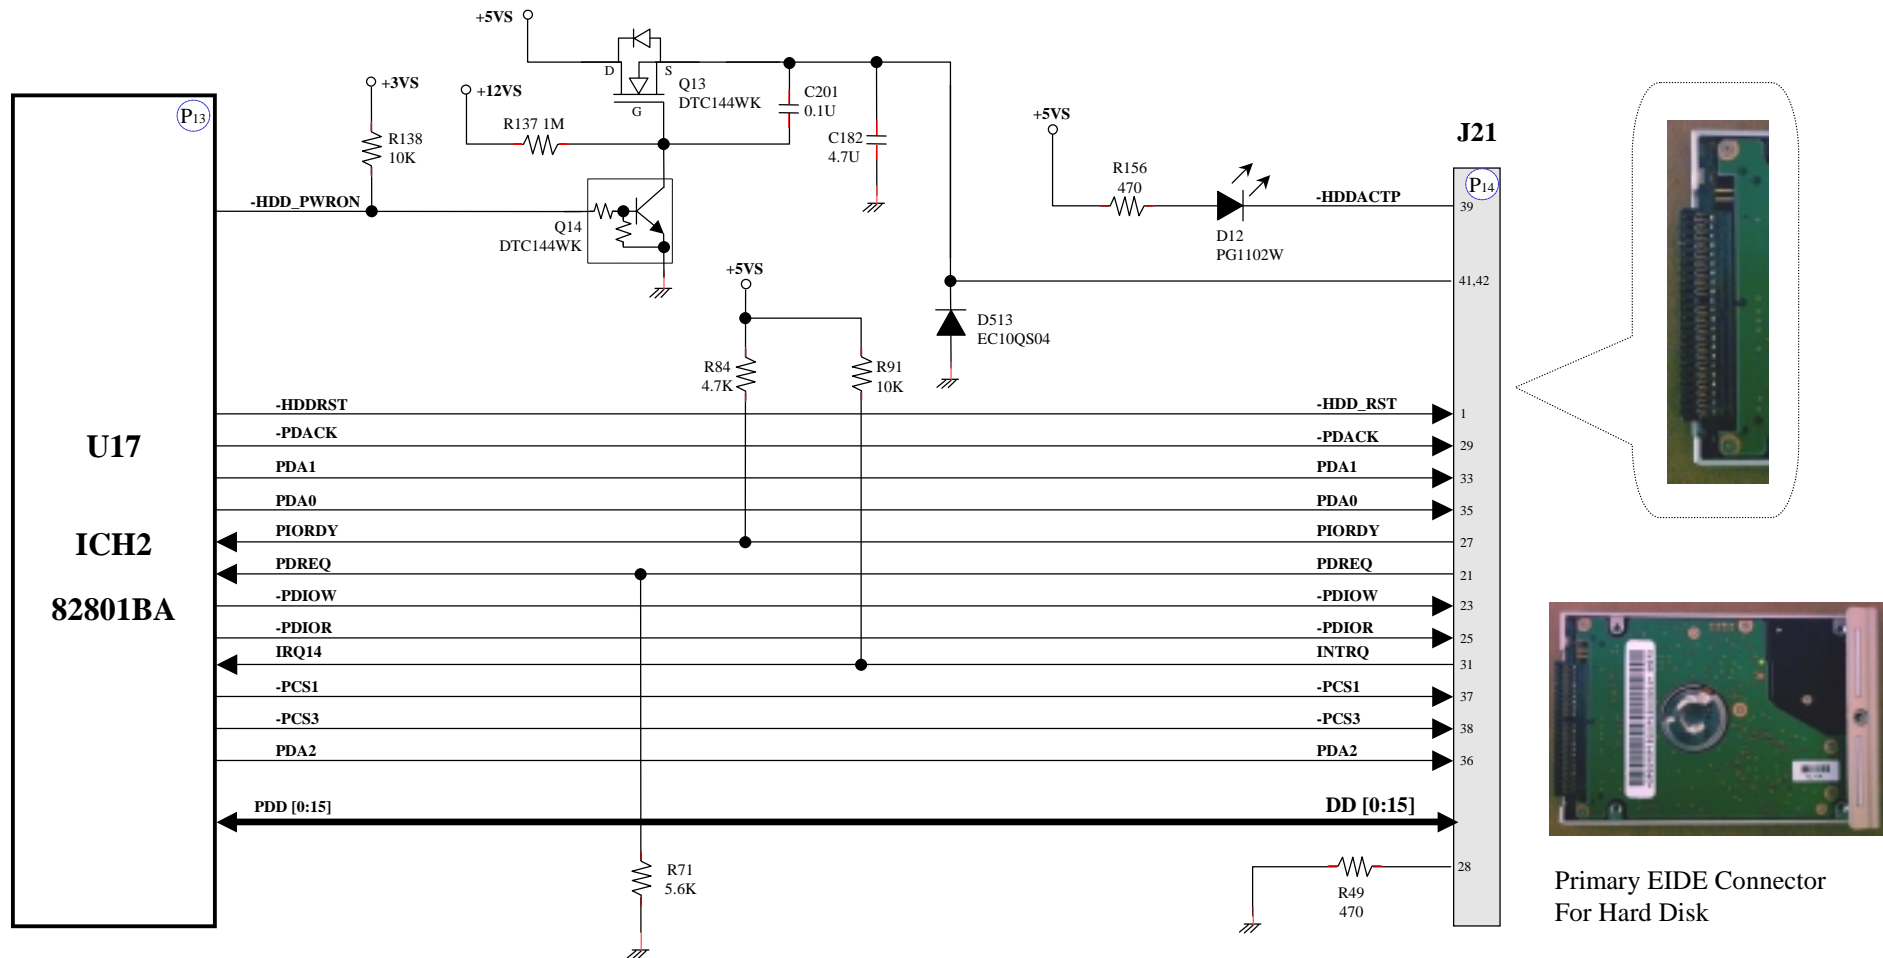 +5VS
D
S
G
Q13
DTC144WK
+3VS
R138
10K
+12VS
R137 1M
C201
0.1U
C182
4.7U
P13
-HDD_PWRON
Q14
DTC144WK
+5VS
R156
470
D12
PG1102W
-HDDACTP
J21
P14
39
41,42
D513
EC10QS04
+5VS
R84
4.7K
R91
10K
U17
ICH2
82801BA
-HDDRST
-HDD_RST
1
-PDACK
-PDACK
29
PDA1
PDA1
33
PDA0
PDA0
35
PIORDY
PIORDY
27
PDREQ
PDREQ
21
-PDIOW
-PDIOW
23
-PDIOR
-PDIOR
25
IRQ14
INTRQ
31
-PCS1
-PCS1
37
-PCS3
-PCS3
38
PDA2
PDA2
36
PDD [0:15]
DD [0:15]
R71
5.6K
28
R49
470
Primary EIDE Connector
For Hard Disk